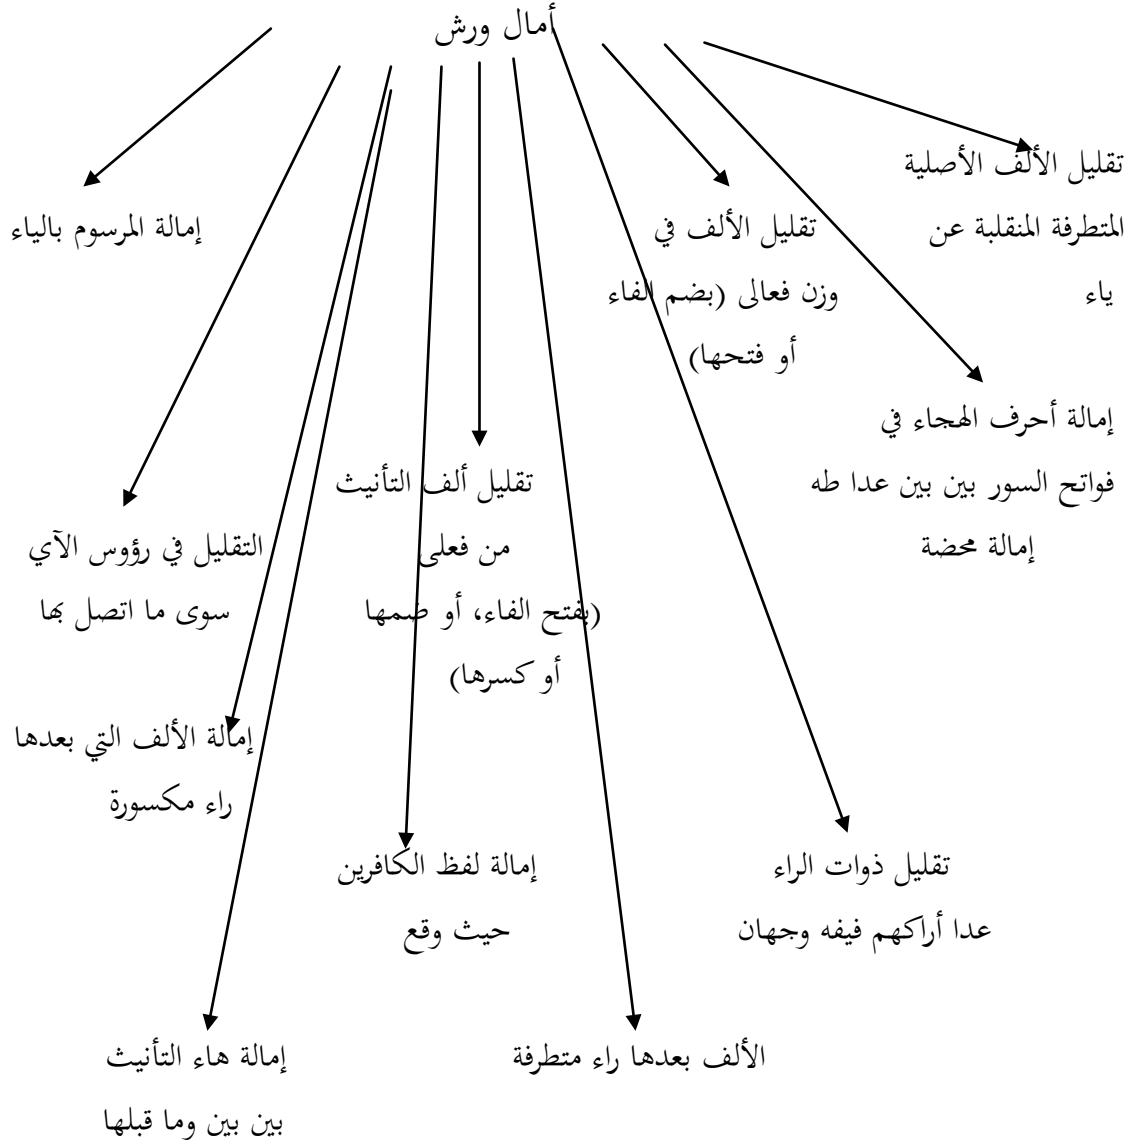 أمال ورش
تقليل الألف الأصلية
المتطرفة المنقلبة عن
ياء
إمالة أحرف الهجاء في
فواتح السور بين بين عدا طه
إمالة محضة
تقليل الألف في
وزن فعالى (بضم الفاء
أو فتحها)
تقليل ذوات الراء
عدا أراكهم فيفه وجهان
الألف بعدها راء متطرفة
تقليل ألف التأنيث
من فعلى
(بفتح الفاء، أو ضمها
أو كسرها)
إمالة لفظ الكافرين
حيث وقع
إمالة هاء التأنيث
بين بين وما قبلها
إمالة الألف التي بعدها
راء مكسورة
التقليل في رؤوس الآي
سوى ما اتصل بها
إمالة المرسوم بالياء